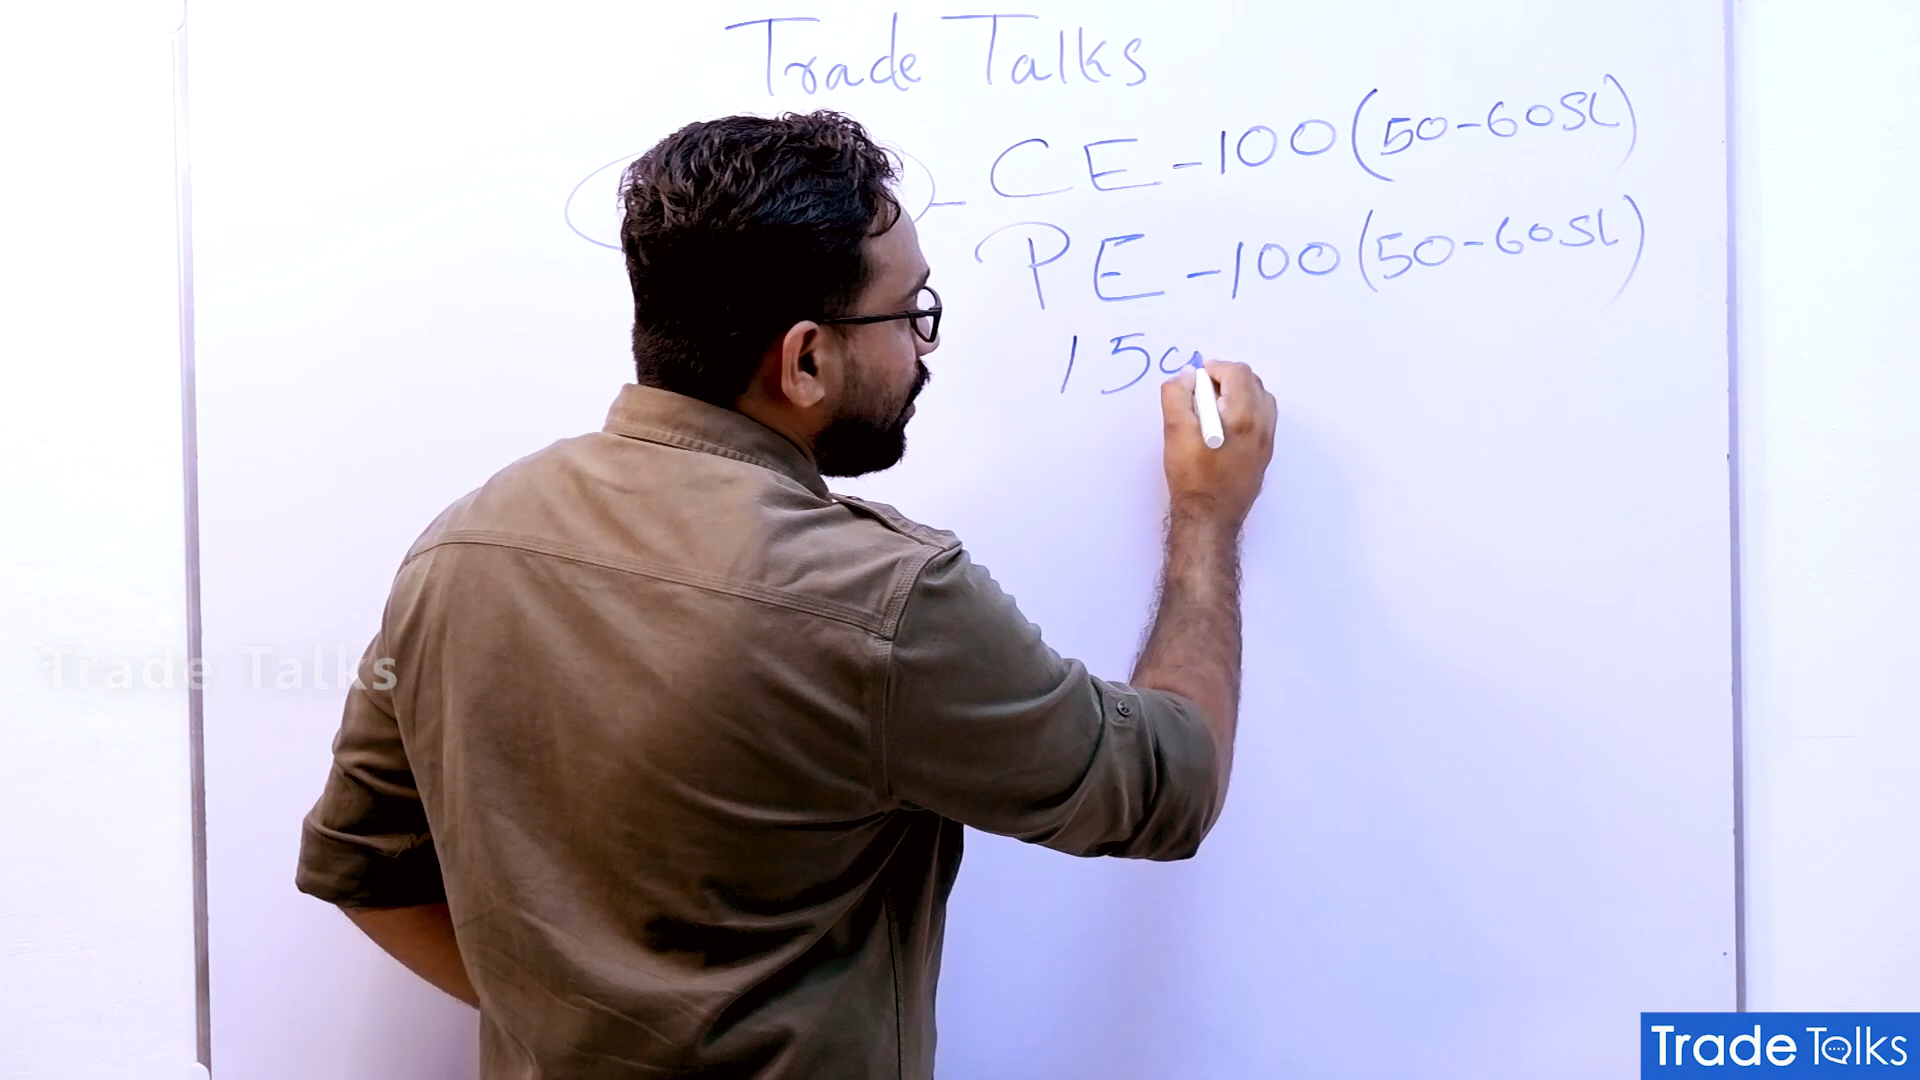 Trade Talks
CE - 100 (50-60SL)
PE - 100 (50-60SL)
150
Trade Talks
Trade Talks